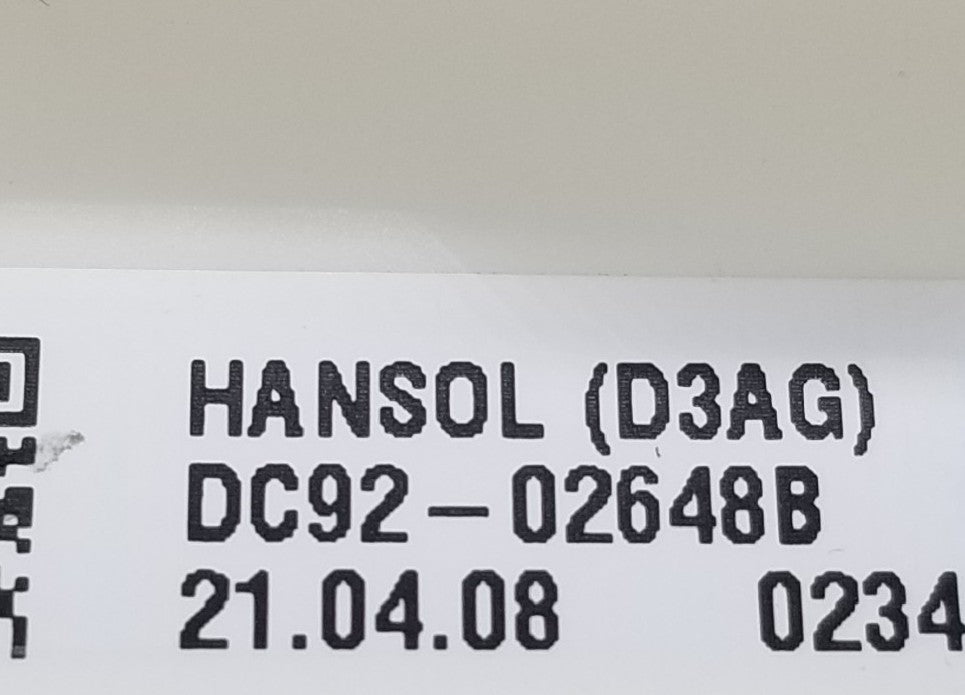 HANSOL (D3AG)
DC92-02648B
21.04.08 0234